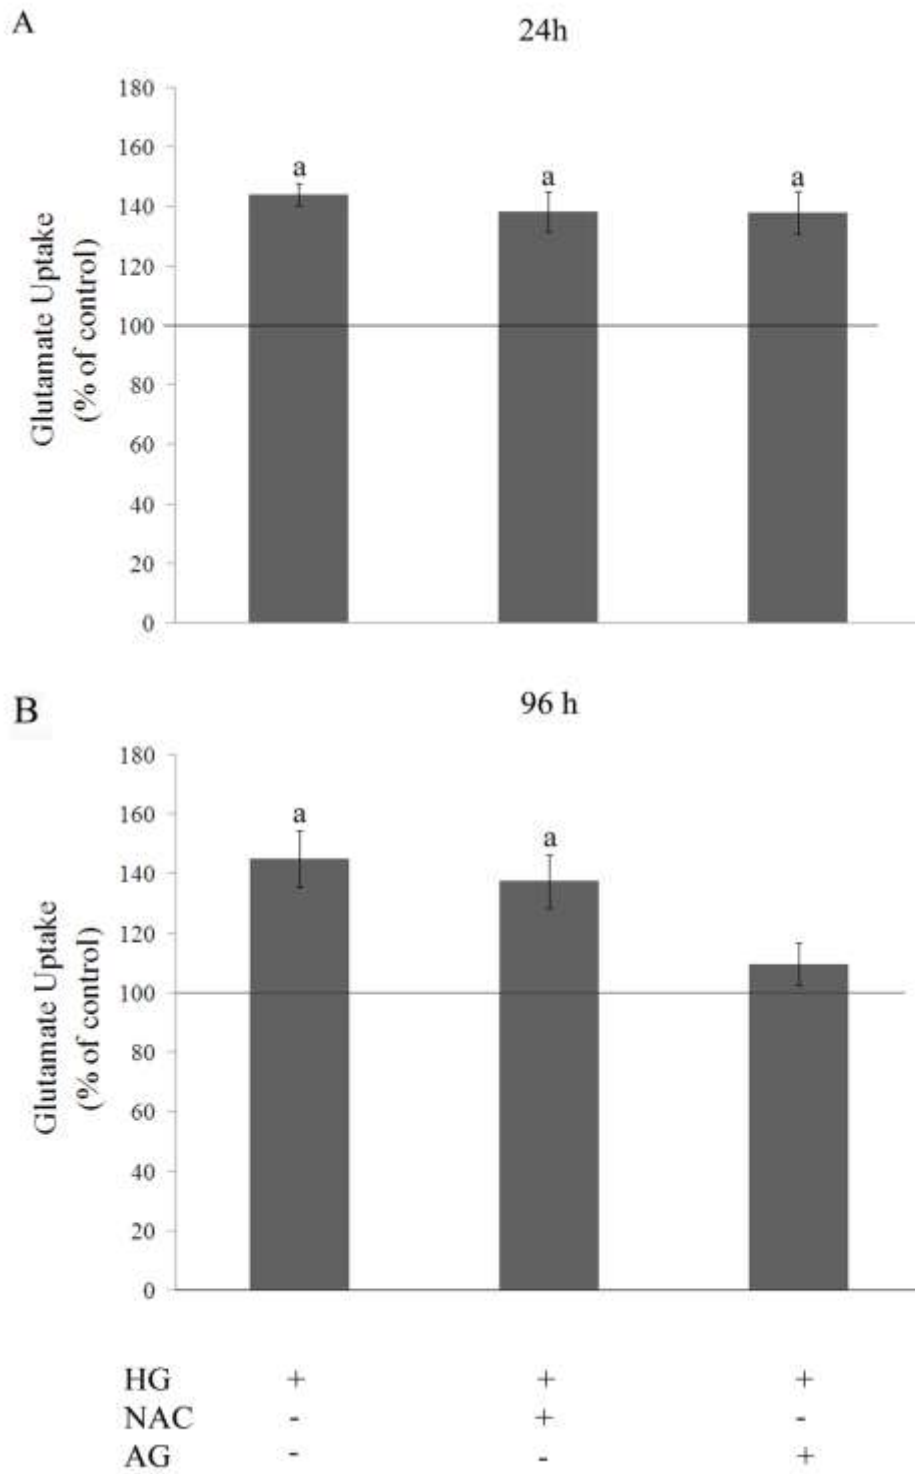 A
24h
Glutamate Uptake
(% of control)
180
160
140
120
100
80
60
40
20
0
a
a
a
B
96 h
Glutamate Uptake
(% of control)
180
160
140
120
100
80
60
40
20
0
a
a
HG + + +
NAC - + -
AG - - +